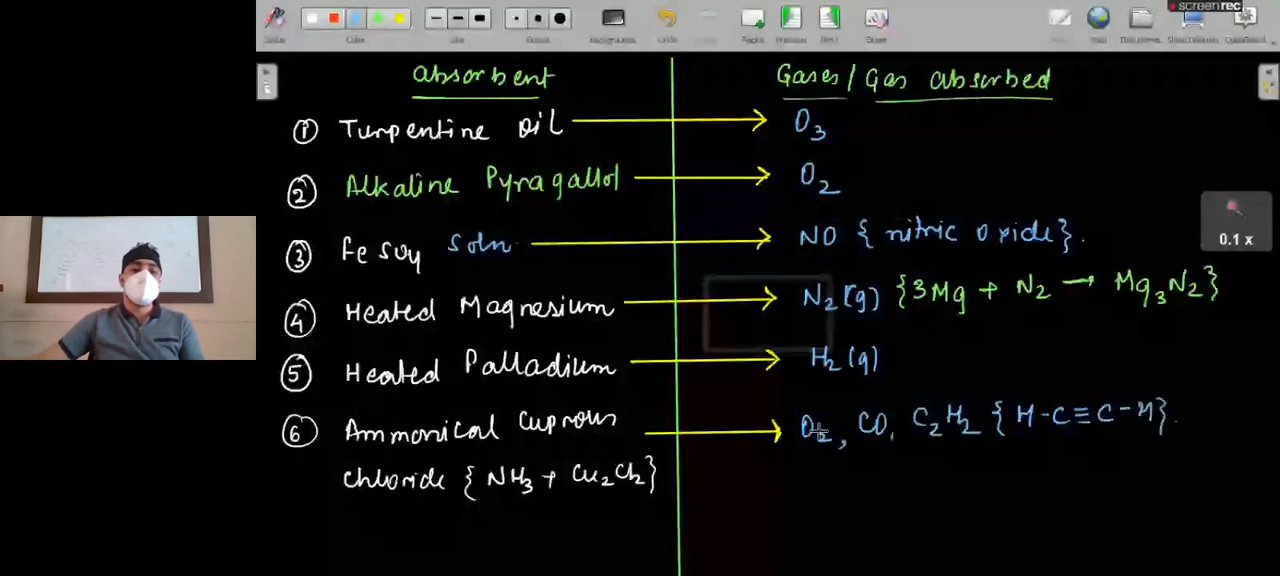 screenrec
absorbent Gases / Gas absorbed
① Turpentine Oil → O3
② Alkaline Pyragallol → O2
③ FeSO4 Soln. → NO { nitric oxide }.
0.1 x
④ Heated Magnesium → N2(g) {3Mg + N2 → Mg3N2}
⑤ Heated Palladium → H2(g)
⑥ Ammonical Cuprous → O2, CO, C2H2 {H-C≡C-H}.
chloride { NH3 + Cu2Cl2}